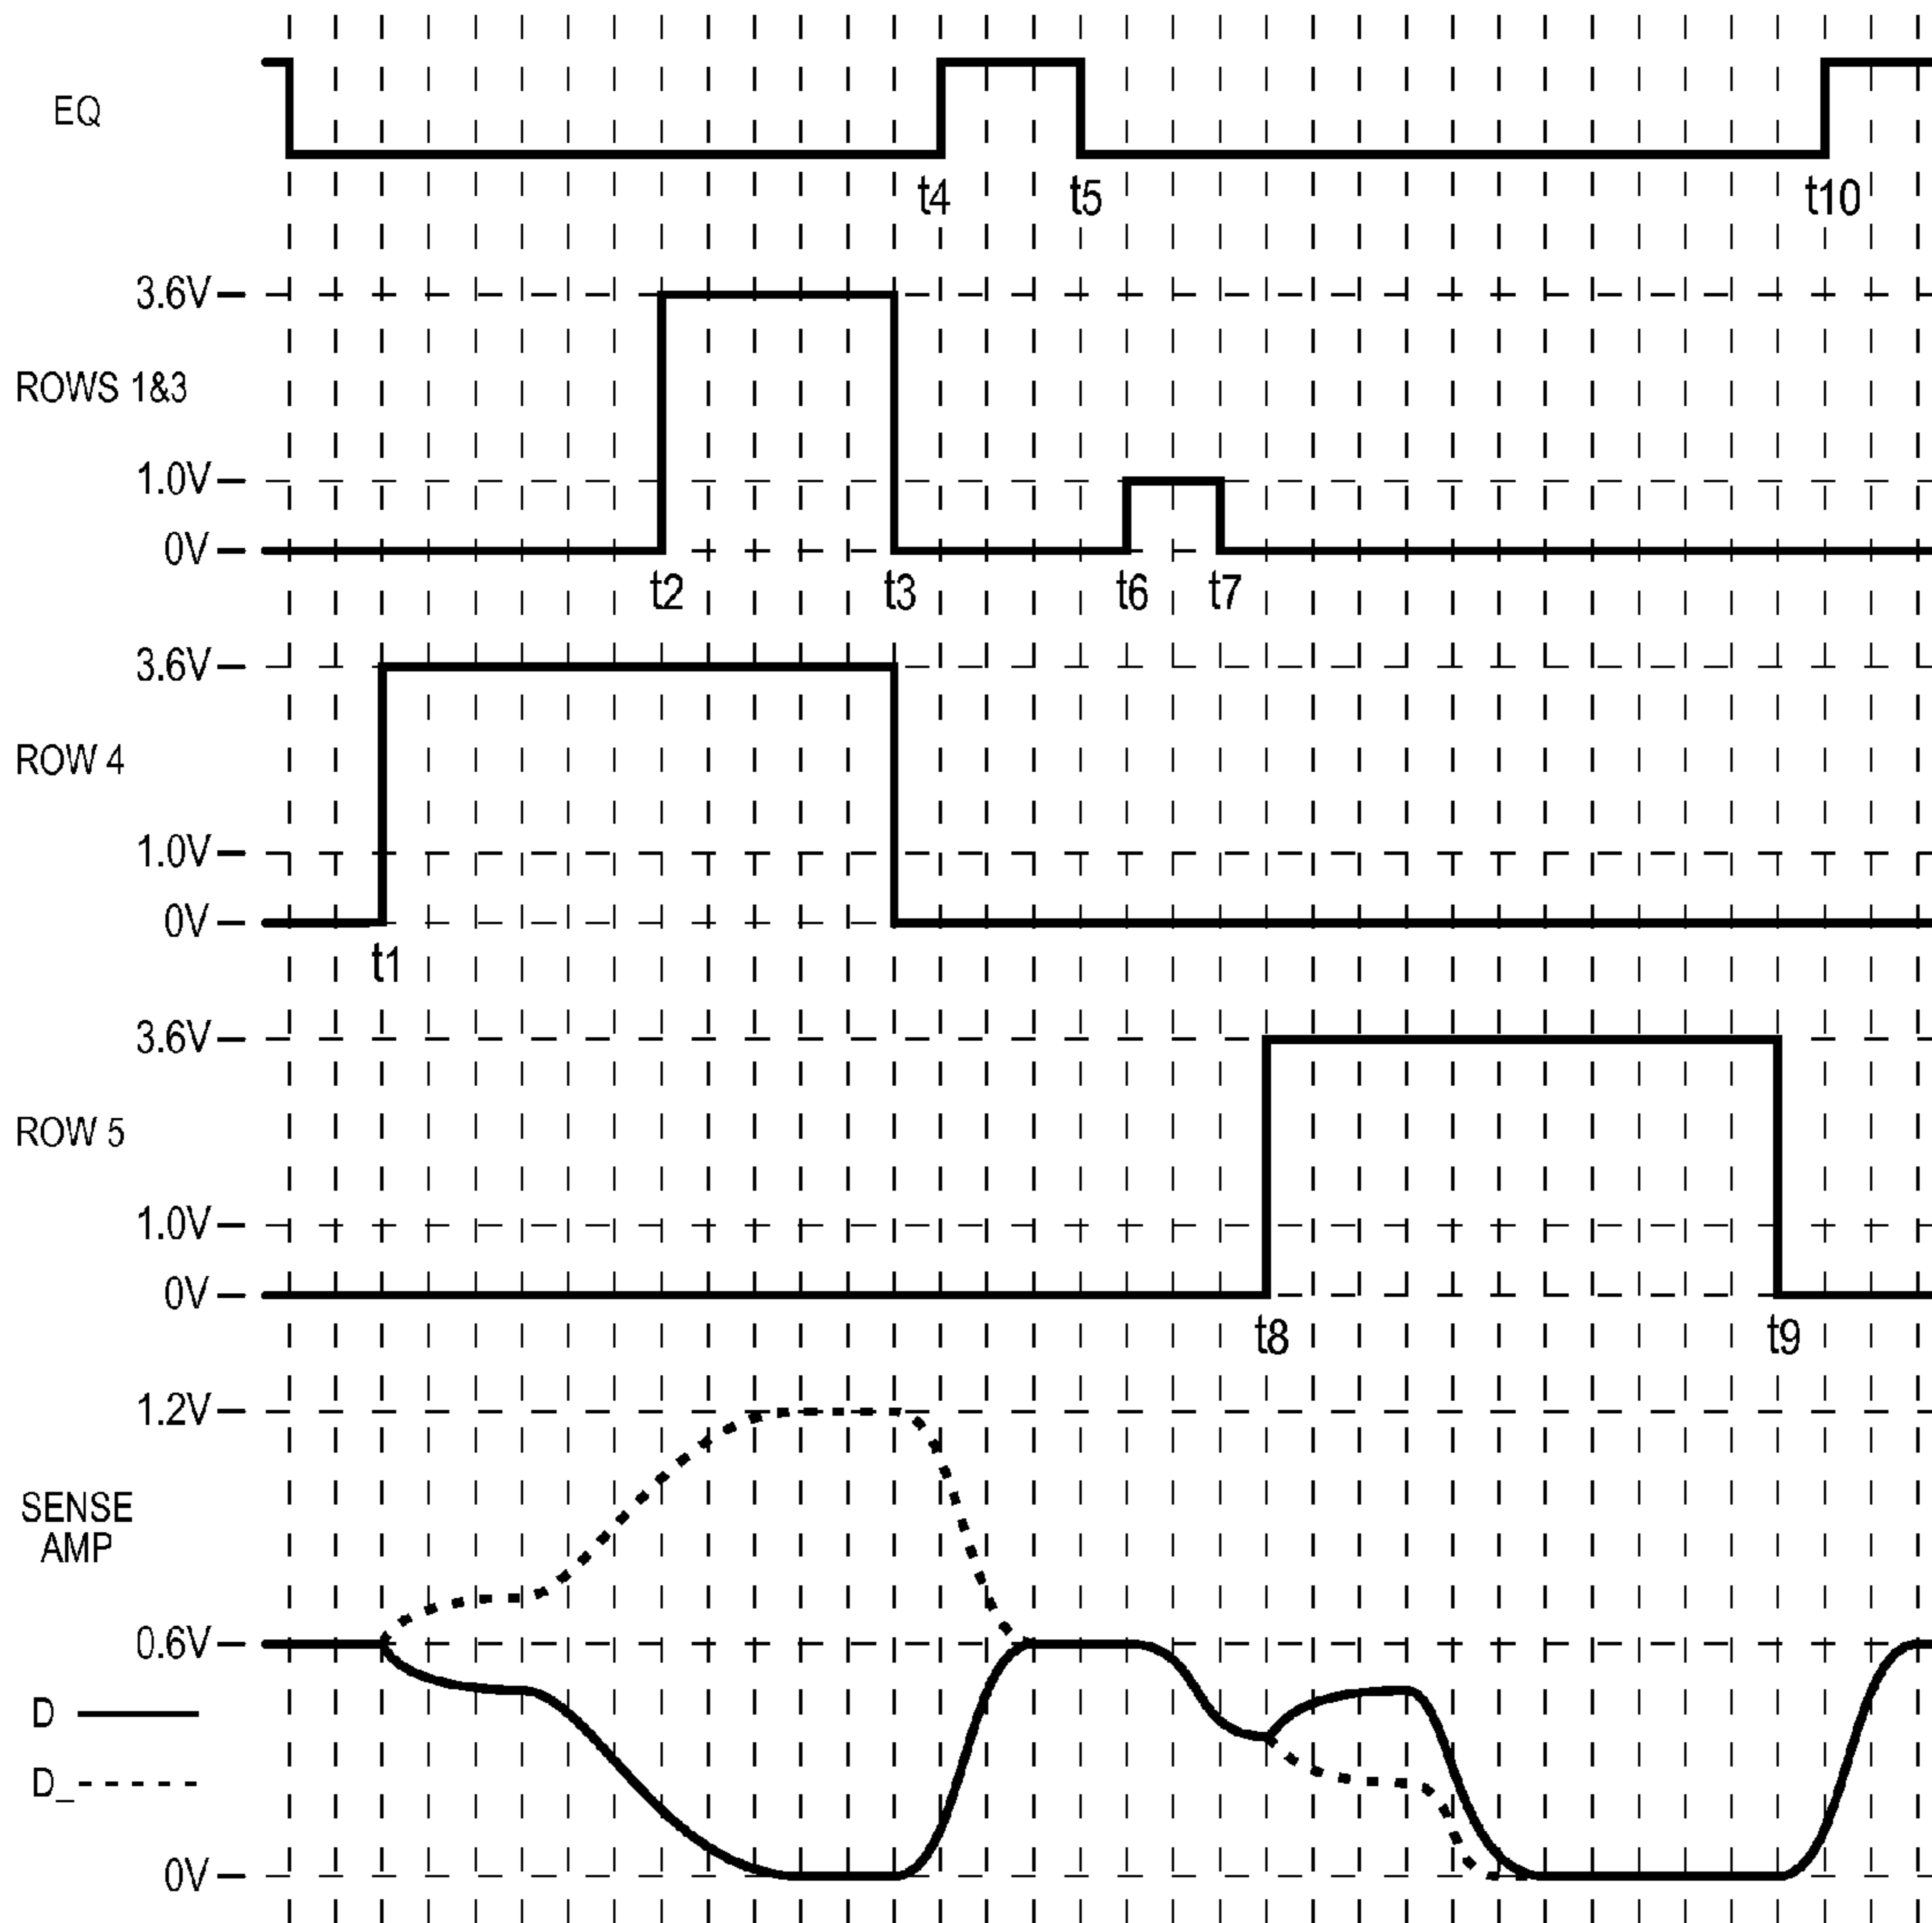 EQ
t4 t5 t10
3.6V
ROWS 1&3
1.0V
0V
t2 t3 t6 t7
3.6V
ROW 4
1.0V
0V
t1
3.6V
ROW 5
1.0V
0V
t8 t9
1.2V
SENSE
AMP
0.6V
D
D_
0V